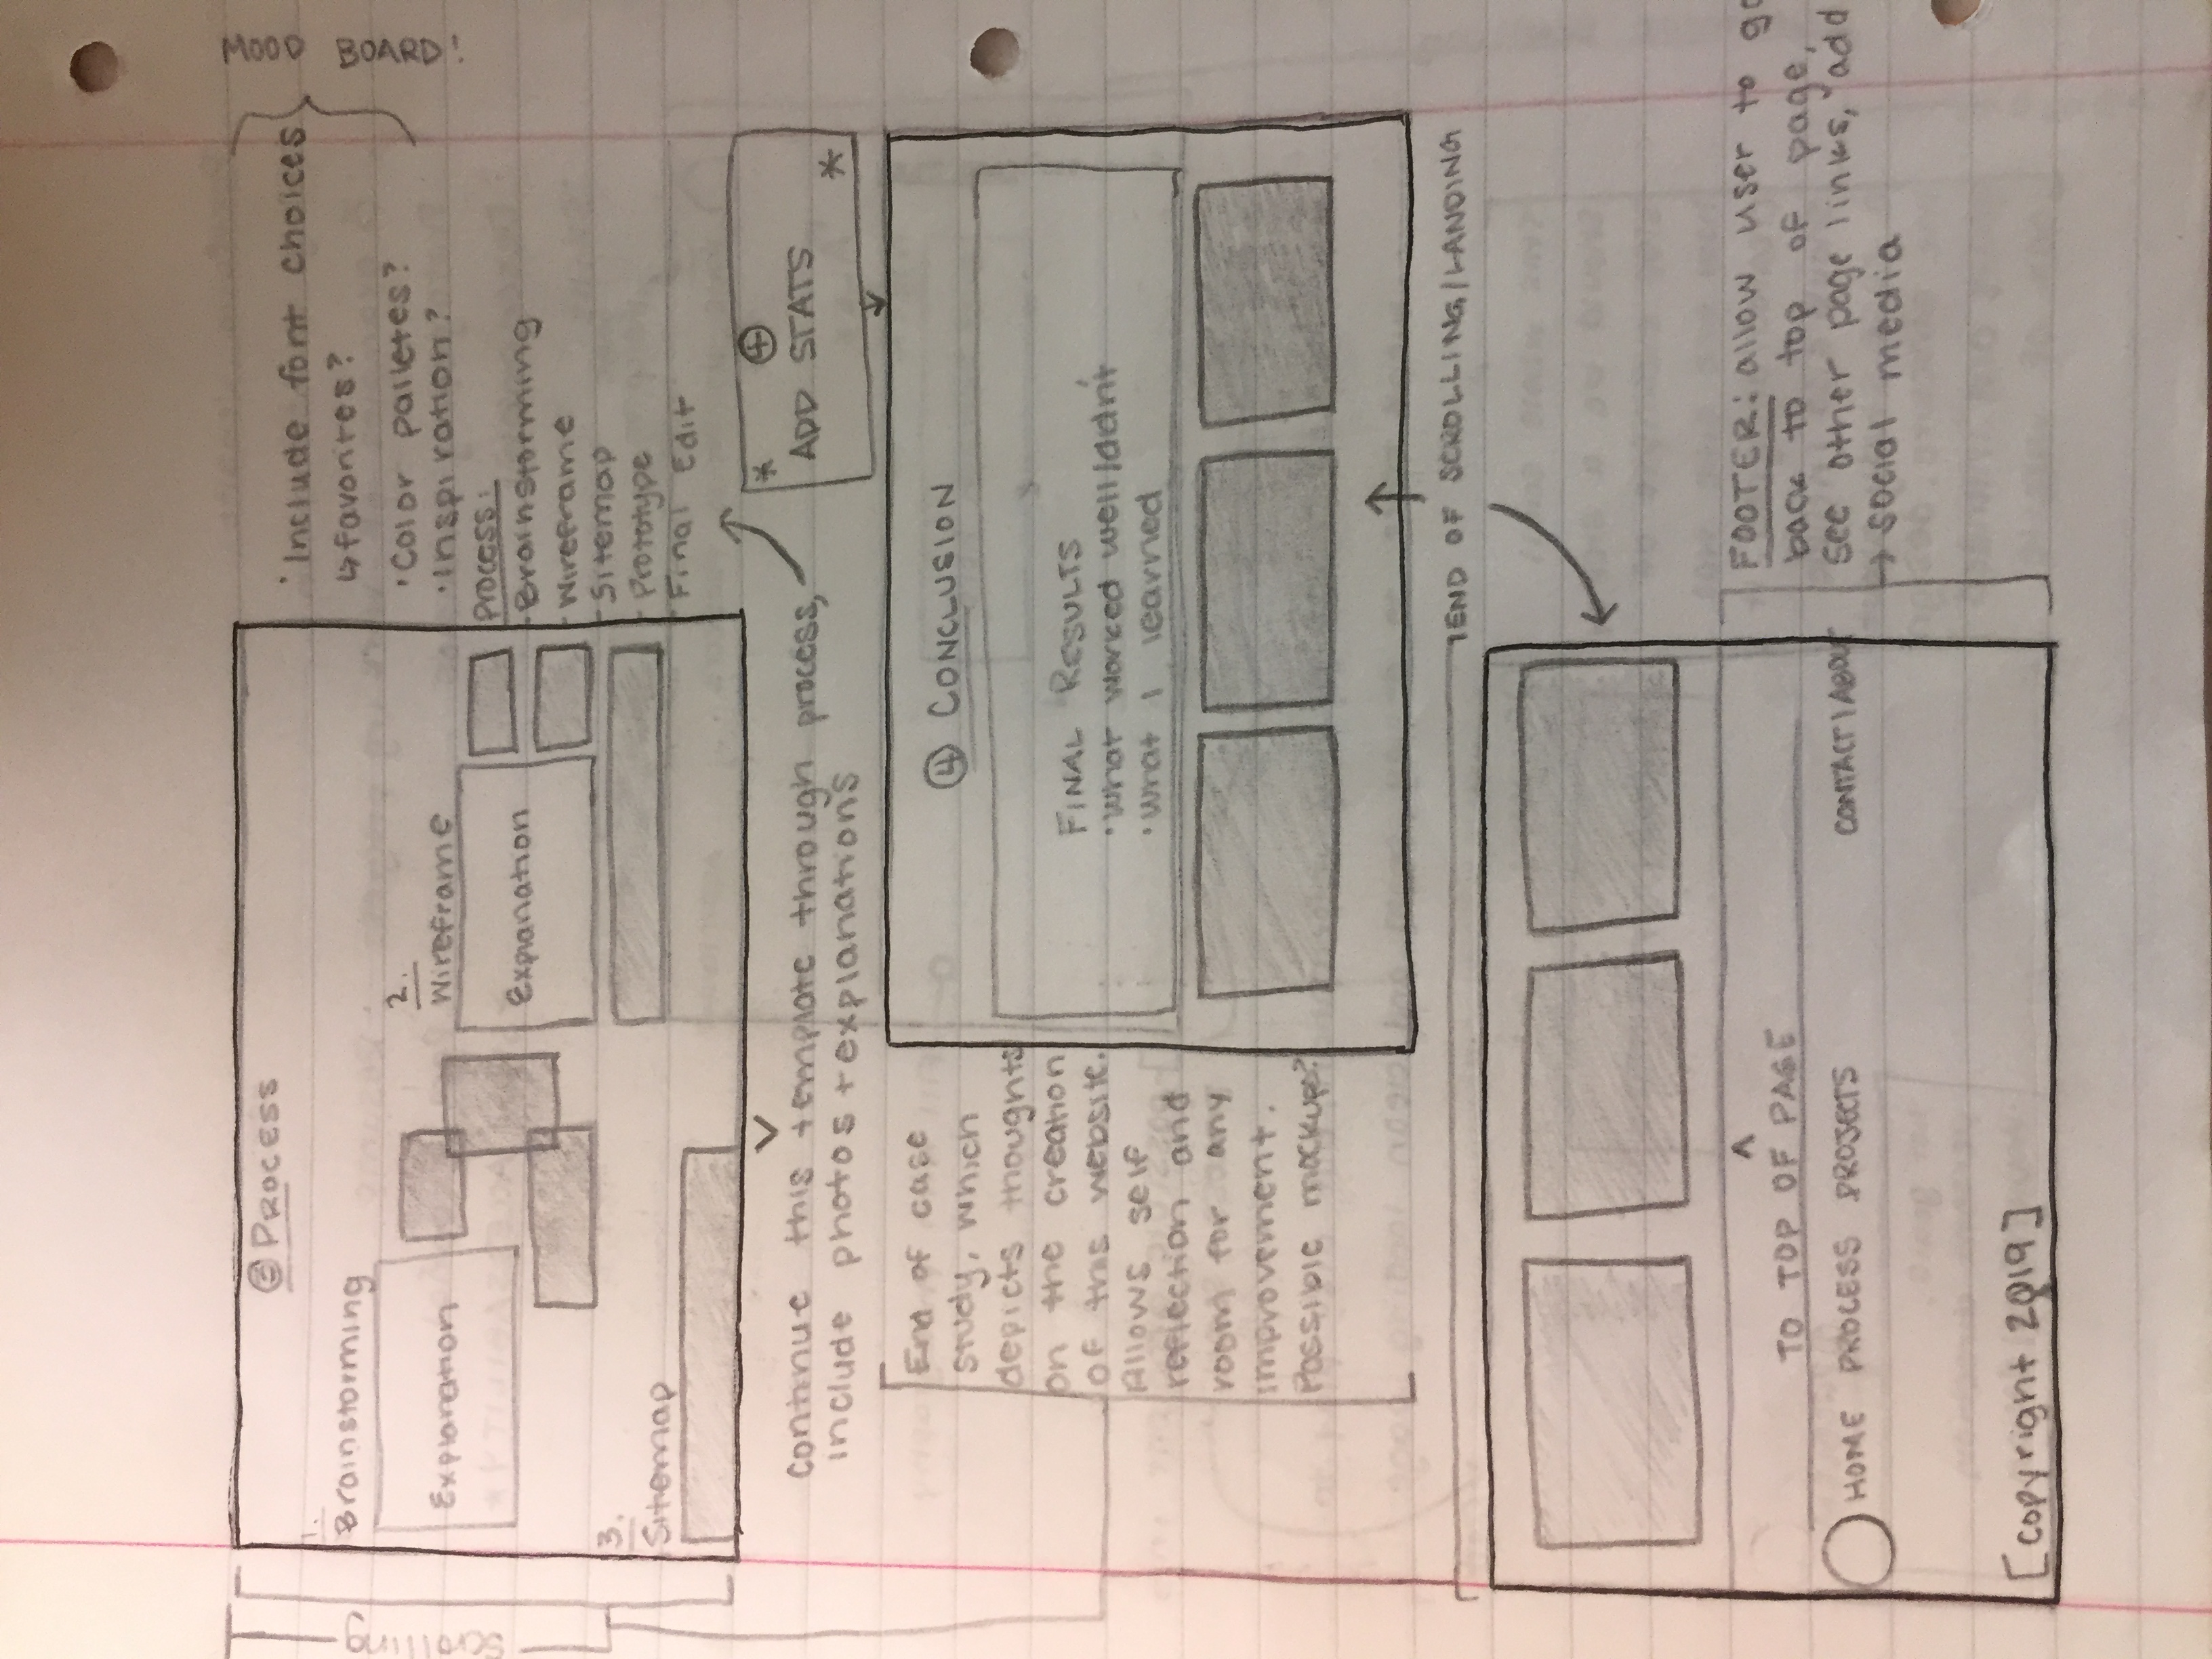 ③ PROCESS
1.
Brainstorming
Explanation
2.
Wireframe
Explanation
3.
Sitemap
Scrolling
· Include font choices
↳ favorites?
· Color palletes?
· Inspiration?
MOOD BOARD!
Process:
- Brainstorming
- Wireframe
- Sitemap
- Prototype
- Final Edit
Continue this template through process,
include photos + explanations
* ⊕
ADD STATS
*
End of case
study, which
depicts thoughts
on the creation
of this website.
Allows self
reflection and
room for any
improvement.
Possible mockups?
④ CONCLUSION
FINAL RESULTS
· What worked well/didn't
· What I learned
END OF SCROLLING/LANDING
TO TOP OF PAGE
HOME PROCESS PROJECTS CONTACT | ABOUT
[copyright 2019]
FOOTER: allow user to go
back to top of page,
see other page links, add
→ social media